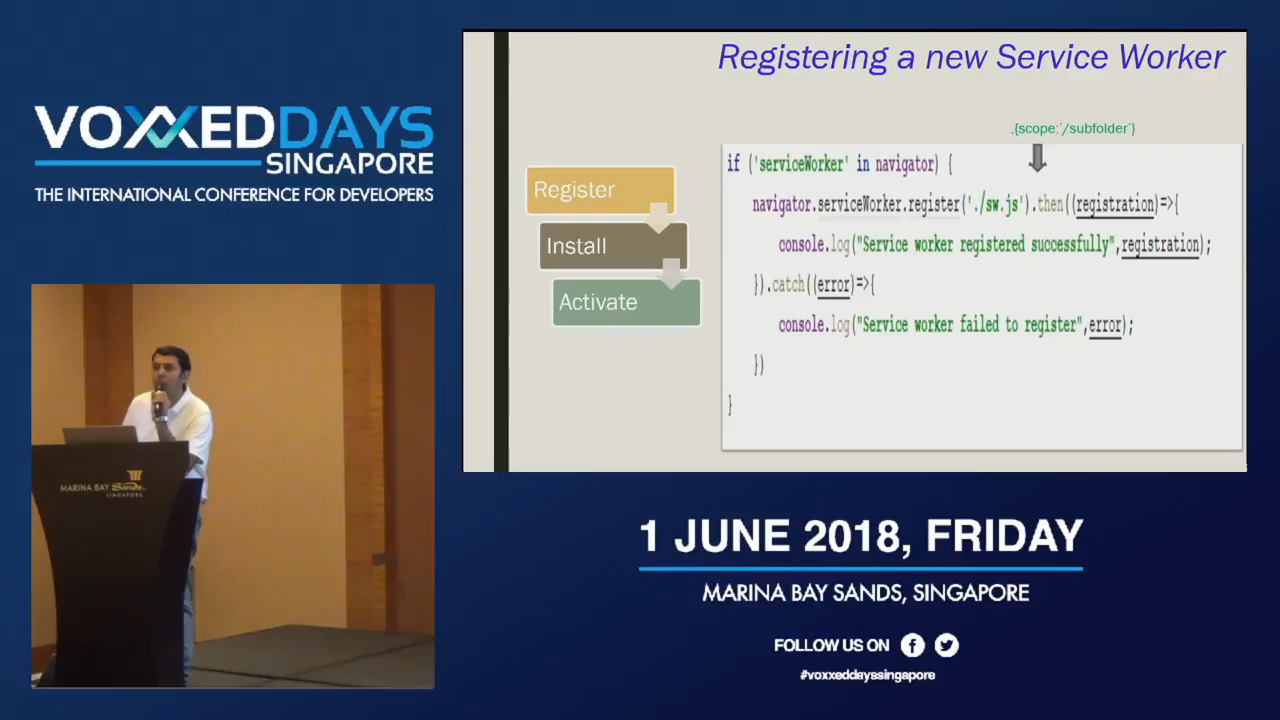 VOXXEDDAYS
SINGAPORE
THE INTERNATIONAL CONFERENCE FOR DEVELOPERS
MARINA BAY Sands
SINGAPORE
Registering a new Service Worker
Register
Install
Activate
,{scope:`/subfolder`}
if ('serviceWorker' in navigator) {
navigator.serviceWorker.register('./sw.js').then((registration)=>{
console.log("Service worker registered successfully",registration);
}).catch((error)=>{
console.log("Service worker failed to register",error);
})
}
1 JUNE 2018, FRIDAY
MARINA BAY SANDS, SINGAPORE
FOLLOW US ON
#voxxeddayssingapore